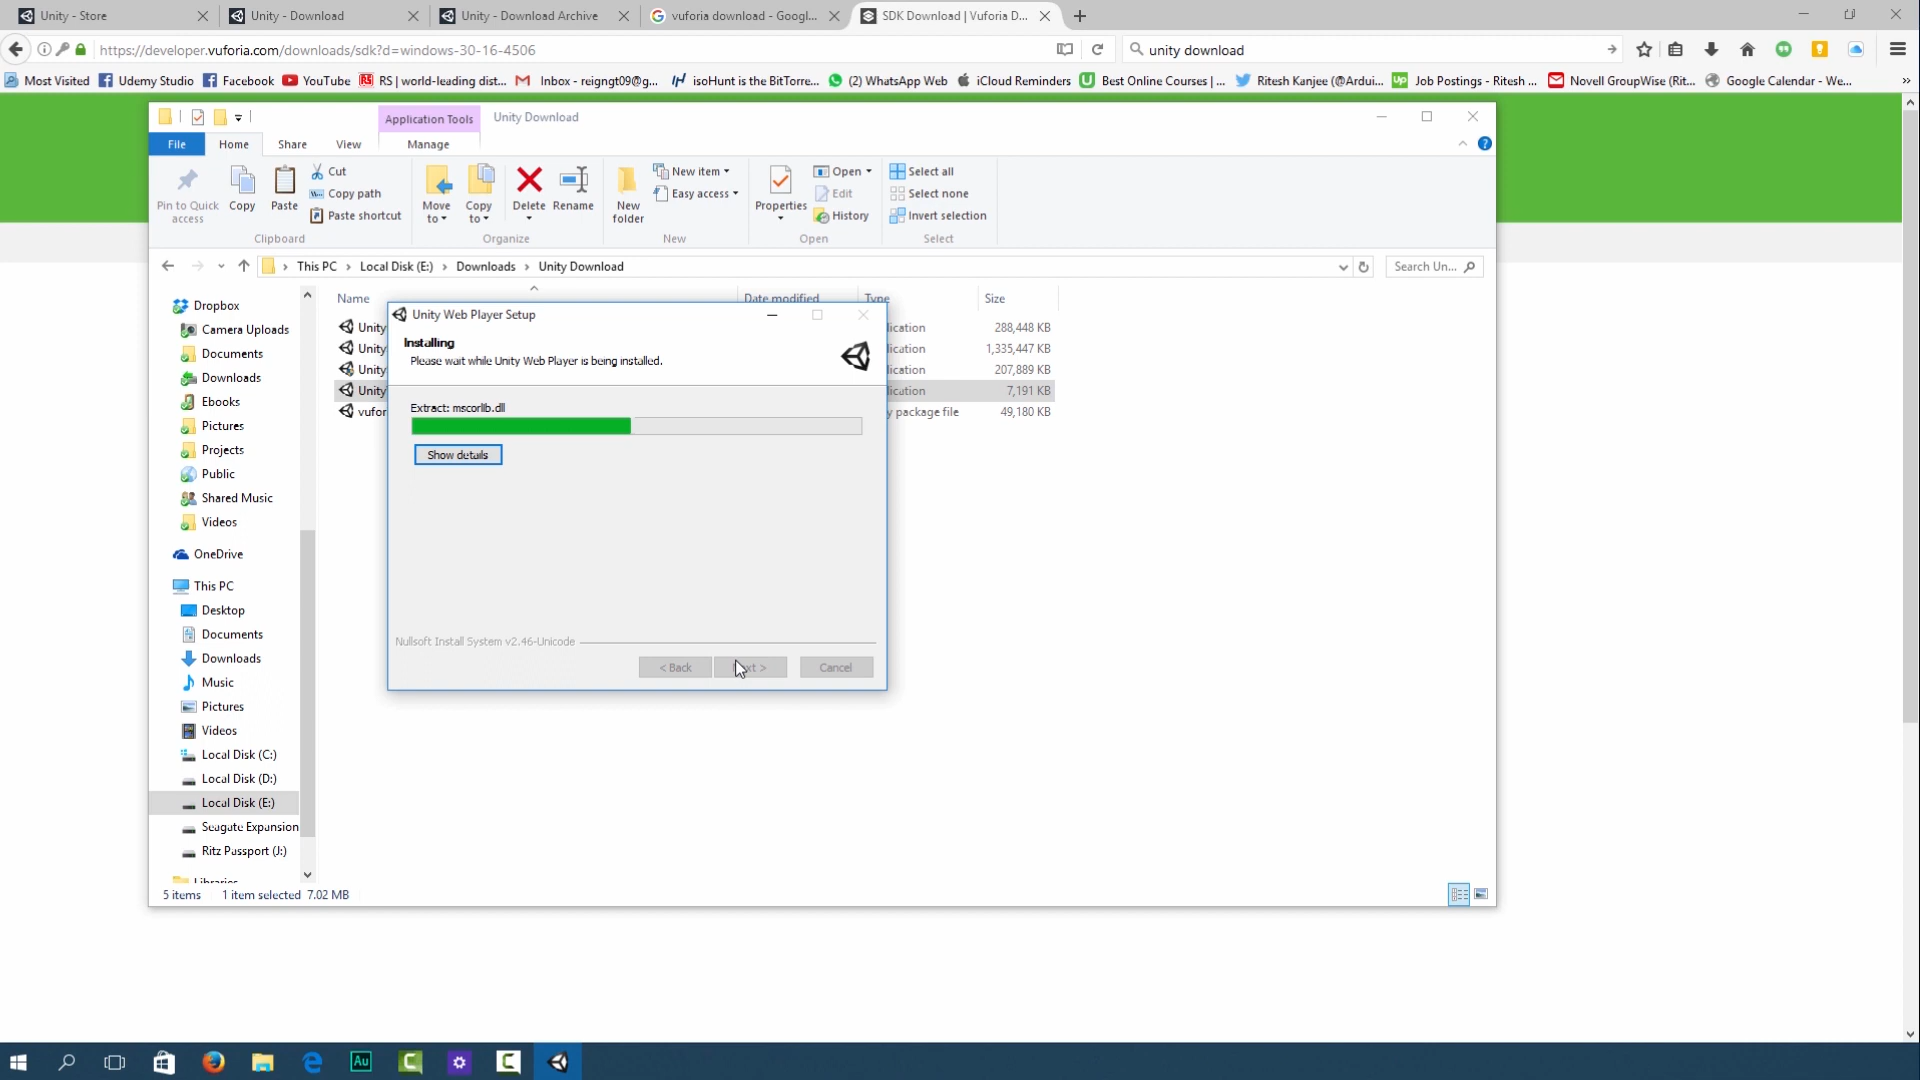 Unity - Store
Unity - Download
Unity - Download Archive
vuforia download - Googl...
SDK Download | Vuforia D...
https://developer.vuforia.com/downloads/sdk?d=windows-30-16-4506
unity download
Most Visited
Udemy Studio
Facebook
YouTube
RS | world-leading dist...
Inbox - reigngt09@g...
isoHunt is the BitTorre...
(2) WhatsApp Web
iCloud Reminders
Best Online Courses | ...
Ritesh Kanjee (@Ardui...
Job Postings - Ritesh ...
Novell GroupWise (Rit...
Google Calendar - We...
Application Tools
Unity Download
File
Home
Share
View
Manage
Pin to Quick access
Copy
Paste
Cut
Copy path
Paste shortcut
Clipboard
Move to
Copy to
Delete
Rename
Organize
New folder
New item
Easy access
New
Properties
Open
Edit
History
Open
Select all
Select none
Invert selection
Select
This PC > Local Disk (E:) > Downloads > Unity Download
Search Un...
Name
Date modified
Type
Size
Unity
lication
288,448 KB
Unity
lication
1,335,447 KB
Unity
lication
207,889 KB
Unity
lication
7,191 KB
vufor
y package file
49,180 KB
Dropbox
Camera Uploads
Documents
Downloads
Ebooks
Pictures
Projects
Public
Shared Music
Videos
OneDrive
This PC
Desktop
Documents
Downloads
Music
Pictures
Videos
Local Disk (C:)
Local Disk (D:)
Local Disk (E:)
Seagate Expansion
Ritz Passport (J:)
Libraries
Unity Web Player Setup
Installing
Please wait while Unity Web Player is being installed.
Extract: mscorlib.dll
Show details
Nullsoft Install System v2.46-Unicode
< Back
Cancel
5 items
1 item selected 7.02 MB
Au